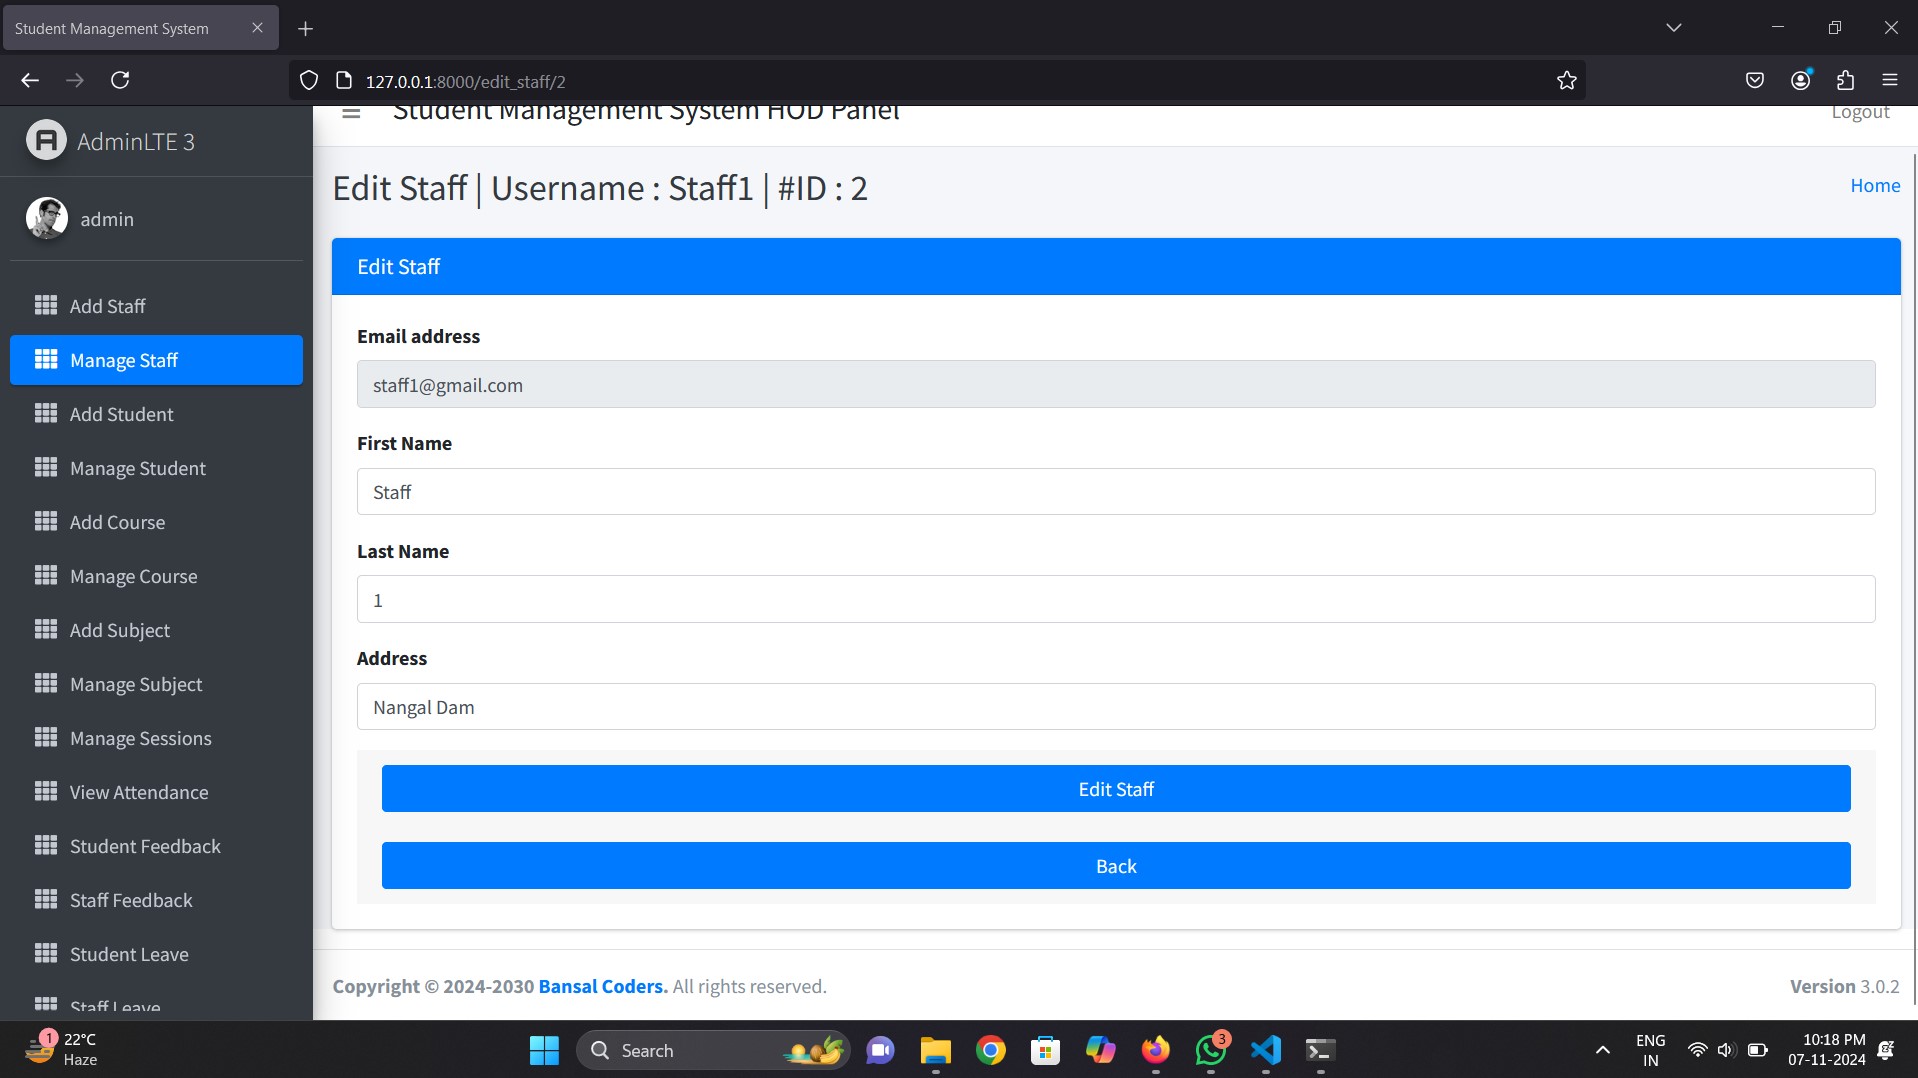 Student Management System
127.0.0.1:8000/edit_staff/2
Student Management System HOD Panel
Logout
AdminLTE 3
admin
Add Staff
Manage Staff
Add Student
Manage Student
Add Course
Manage Course
Add Subject
Manage Subject
Manage Sessions
View Attendance
Student Feedback
Staff Feedback
Student Leave
Staff Leave
Edit Staff | Username : Staff1 | #ID : 2
Home
Edit Staff
Email address
staff1@gmail.com
First Name
Staff
Last Name
1
Address
Nangal Dam
Edit Staff
Back
Copyright © 2024-2030 Bansal Coders. All rights reserved.
Version 3.0.2
1
22°C
Haze
Search
3
ENG
IN
10:18 PM
07-11-2024